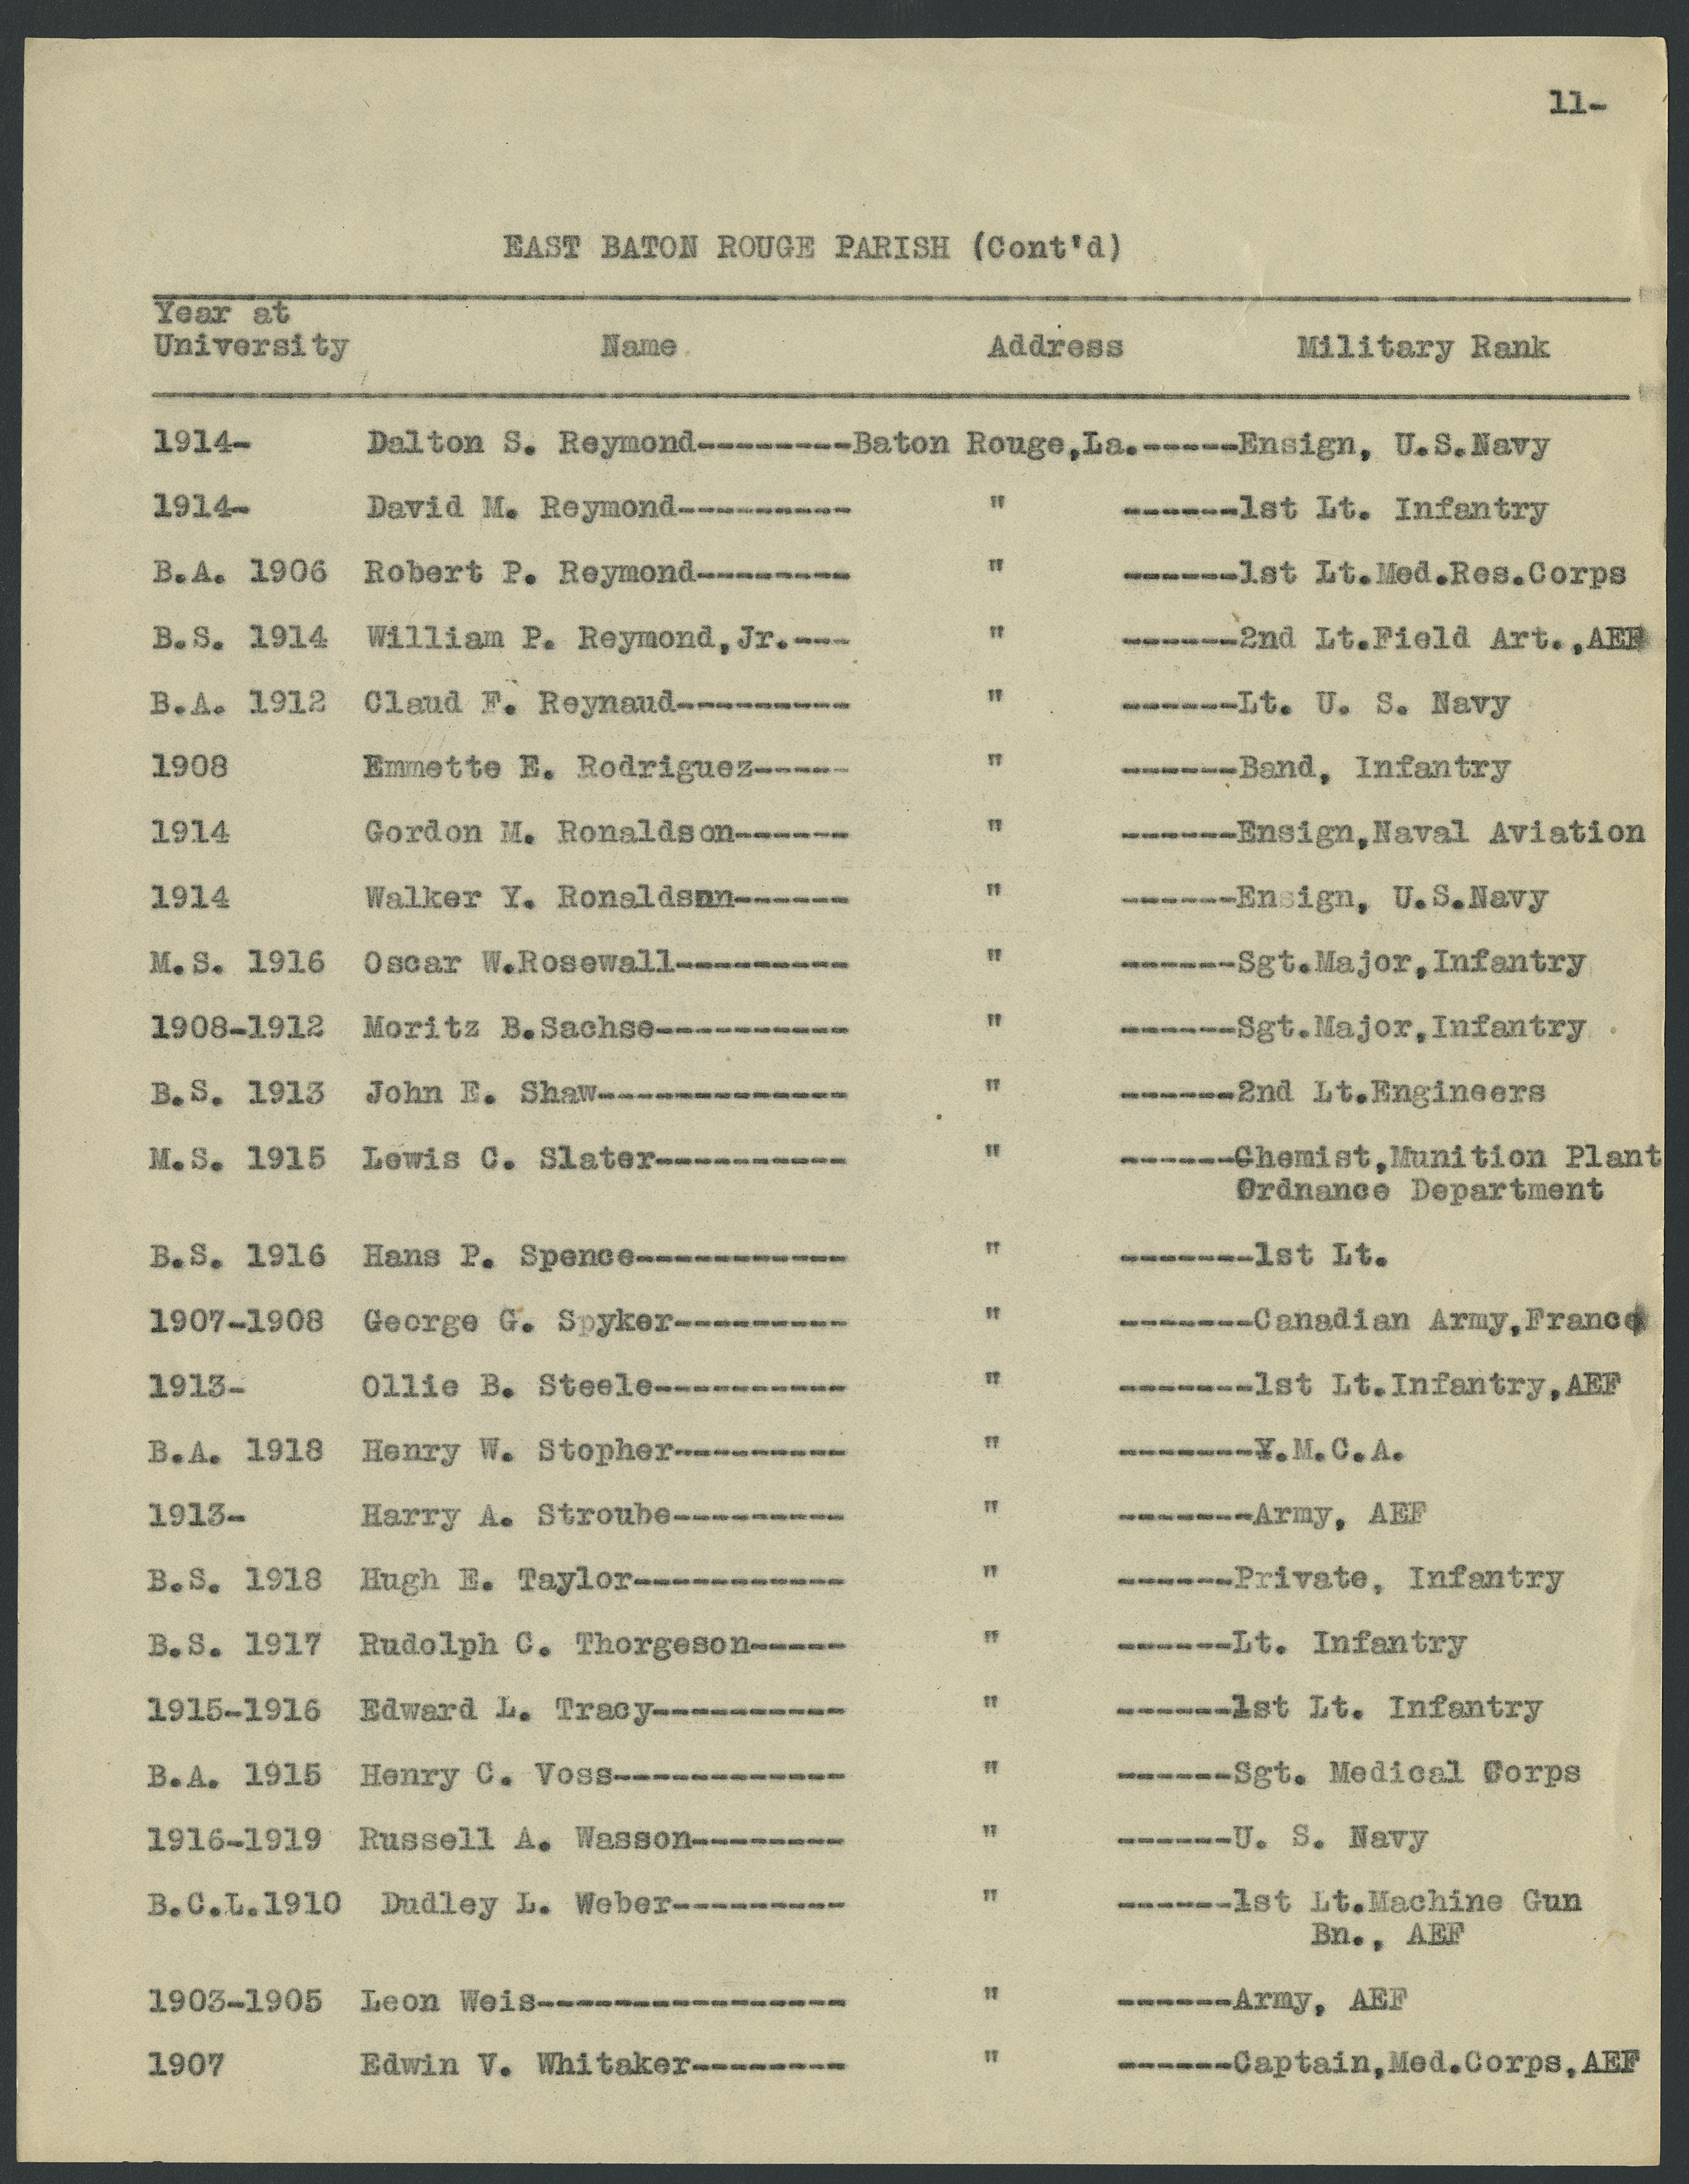 11-
EAST BATON ROUGE PARISH (Cont'd)
Year at
University Name Address Military Rank
1914- Dalton S. Reymond--------Baton Rouge,La.-----Ensign, U.S.Navy
1914- David M. Reymond--------- " ------1st Lt. Infantry
B.A. 1906 Robert P. Reymond-------- " ------1st Lt.Med.Res.Corps
B.S. 1914 William P. Reymond,Jr.--- " ------2nd Lt.Field Art.,AEF
B.A. 1912 Claud F. Reynaud--------- " ------Lt. U. S. Navy
1908 Emmette E. Rodriguez----- " ------Band, Infantry
1914 Gordon M. Ronaldson------ " ------Ensign,Naval Aviation
1914 Walker Y. Ronaldsnn------ " ------Ensign, U.S.Navy
M.S. 1916 Oscar W.Rosewall--------- " ------Sgt.Major,Infantry
1908-1912 Moritz B.Sachse---------- " ------Sgt.Major,Infantry
B.S. 1913 John E. Shaw------------- " ------2nd Lt.Engineers
M.S. 1915 Lewis C. Slater---------- " ------Chemist,Munition Plant
Ordnance Department
B.S. 1916 Hans P. Spence----------- " -------1st Lt.
1907-1908 George G. Spyker--------- " -------Canadian Army,France
1913- Ollie B. Steele---------- " -------1st Lt.Infantry,AEF
B.A. 1918 Henry W. Stopher--------- " -------Y.M.C.A.
1913- Harry A. Stroube--------- " -------Army, AEF
B.S. 1918 Hugh E. Taylor----------- " ------Private, Infantry
B.S. 1917 Rudolph C. Thorgeson----- " ------Lt. Infantry
1915-1916 Edward L. Tracy---------- " ------1st Lt. Infantry
B.A. 1915 Henry C. Voss------------ " ------Sgt. Medical Corps
1916-1919 Russell A. Wasson-------- " ------U. S. Navy
B.C.L.1910 Dudley L. Weber--------- " ------1st Lt.Machine Gun
Bn., AEF
1903-1905 Leon Weis---------------- " ------Army, AEF
1907 Edwin V. Whitaker-------- " ------Captain,Med.Corps,AEF